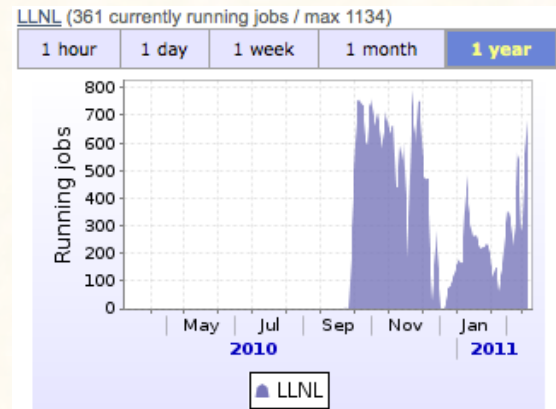 LLNL (361 currently running jobs / max 1134)
1 hour 1 day 1 week 1 month 1 year
800
700
600
500
400
300
200
100
0
Running jobs
May Jul Sep Nov Jan
2010 2011
LLNL